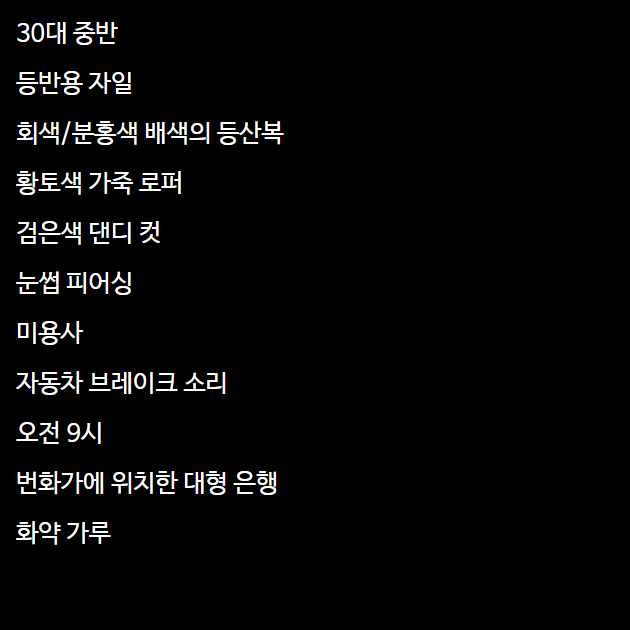 30대 중반
등반용 자일
회색/분홍색 배색의 등산복
황토색 가죽 로퍼
검은색 댄디 컷
눈썹 피어싱
미용사
자동차 브레이크 소리
오전 9시
번화가에 위치한 대형 은행
화약 가루